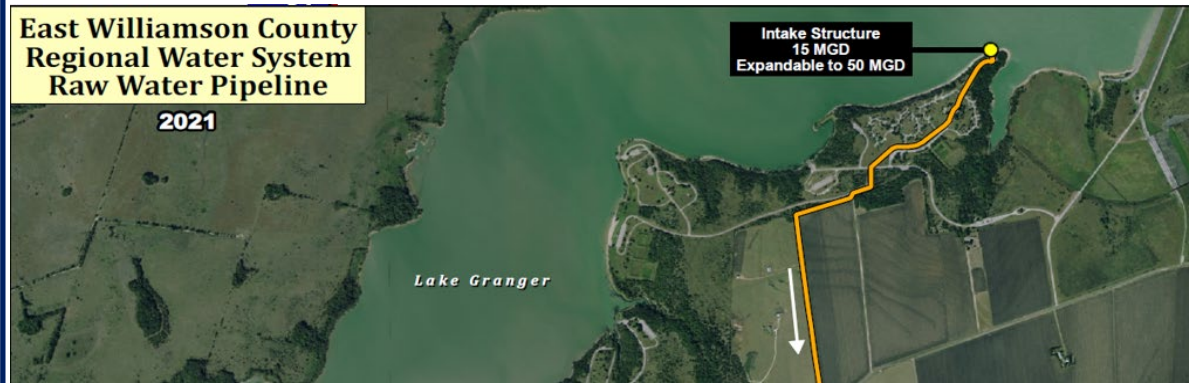 East Williamson County
Regional Water System
Raw Water Pipeline
2021
Intake Structure
15 MGD
Expandable to 50 MGD
Lake Granger